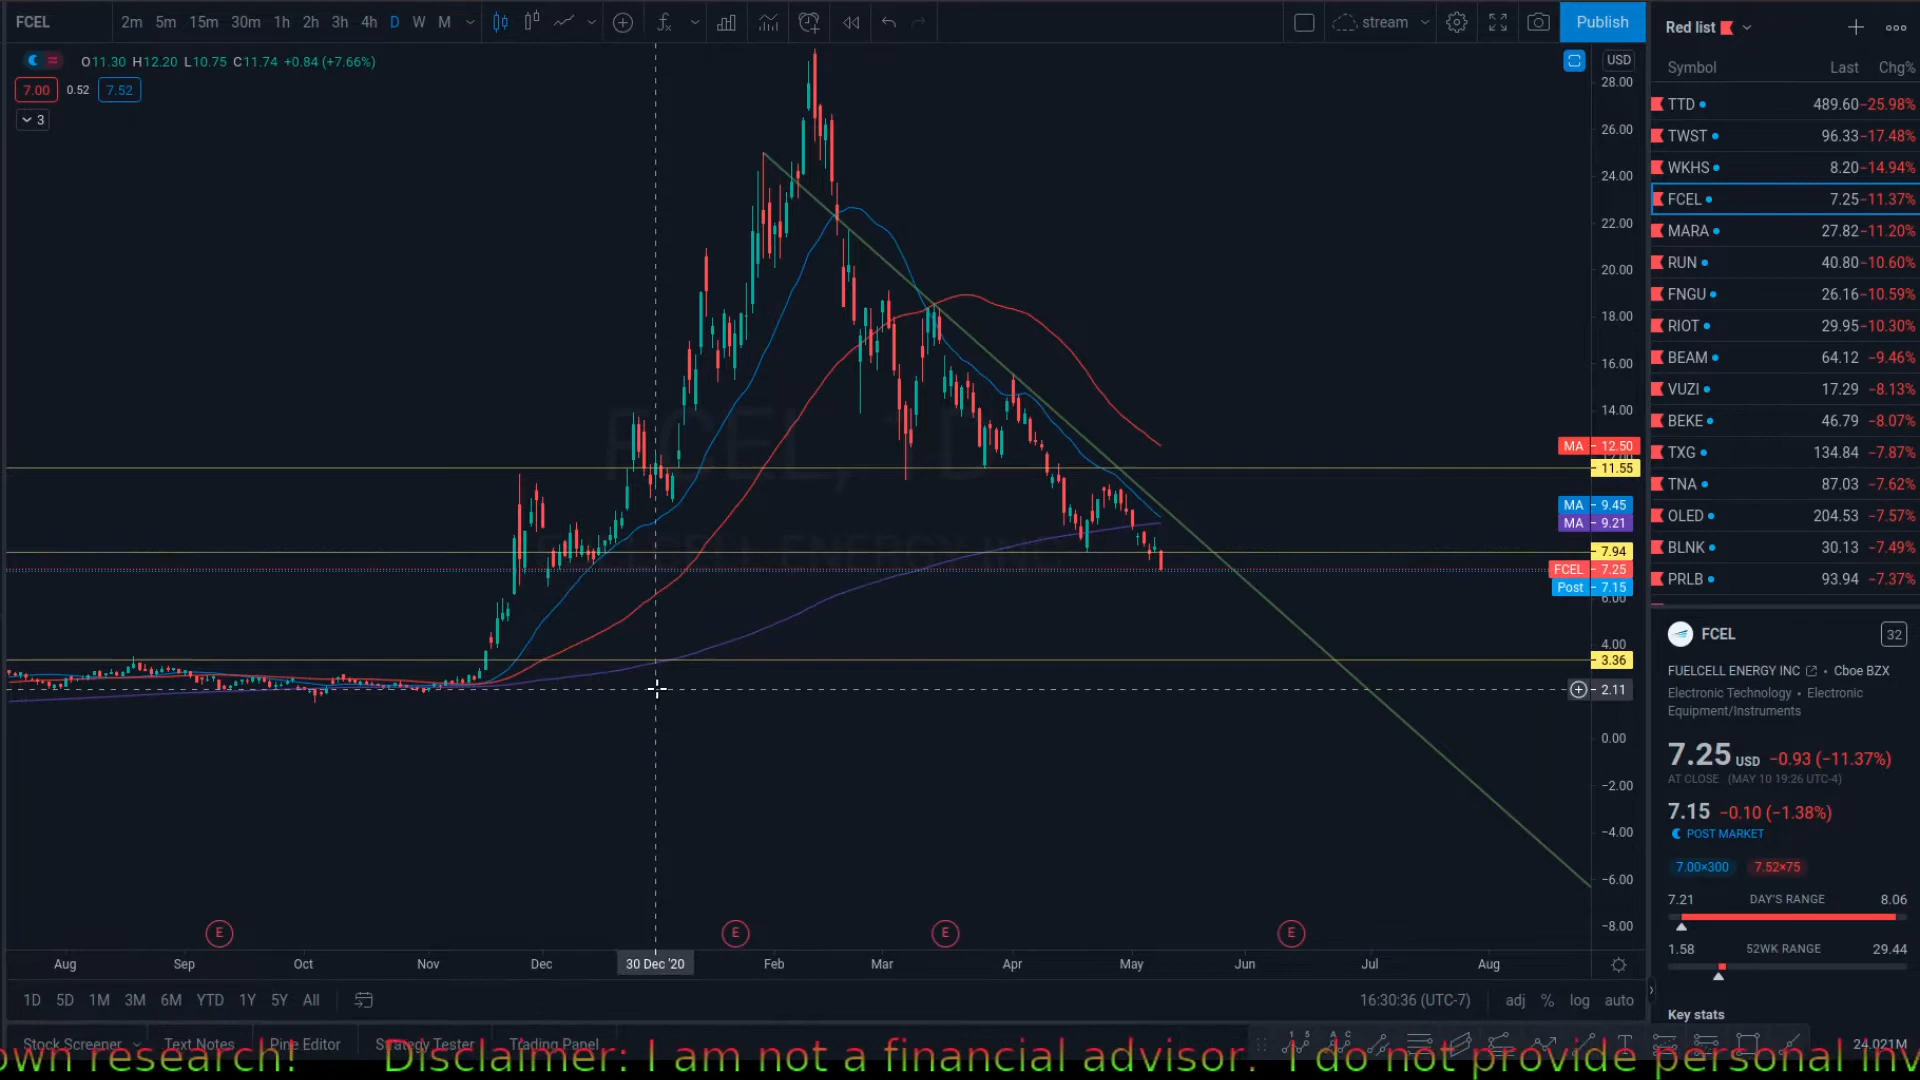 FCEL 2m 5m 15m 30m 1h 2h 3h 4h D W M stream Publish
O11.30 H12.20 L10.75 C11.74 +0.84 (+7.66%)
7.00 0.52 7.52
3
FCEL, 1D
FUELCELL ENERGY INC
USD
28.00
26.00
24.00
22.00
20.00
18.00
16.00
14.00
MA 12.50
11.55
MA 9.45
MA 9.21
7.94
FCEL 7.25
Post 7.15
6.00
4.00
3.36
2.11
0.00
−2.00
−4.00
−6.00
−8.00
E E E E
Aug Sep Oct Nov Dec 30 Dec '20 Feb Mar Apr May Jun Jul Aug
1D 5D 1M 3M 6M YTD 1Y 5Y All 16:30:36 (UTC-7) adj % log auto
Stock Screener Text Notes Pine Editor Strategy Tester Trading Panel
own research! Disclaimer: I am not a financial advisor. I do not provide personal inv
Red list
Symbol Last Chg%
TTD 489.60 −25.98%
TWST 96.33 −17.48%
WKHS 8.20 −14.94%
FCEL 7.25 −11.37%
MARA 27.82 −11.20%
RUN 40.80 −10.60%
FNGU 26.16 −10.59%
RIOT 29.95 −10.30%
BEAM 64.12 −9.46%
VUZI 17.29 −8.13%
BEKE 46.79 −8.07%
TXG 134.84 −7.87%
TNA 87.03 −7.62%
OLED 204.53 −7.57%
BLNK 30.13 −7.49%
PRLB 93.94 −7.37%
FCEL 32
FUELCELL ENERGY INC • Cboe BZX
Electronic Technology • Electronic
Equipment/Instruments
7.25 USD −0.93 (−11.37%)
AT CLOSE (MAY 10 19:26 UTC-4)
7.15 −0.10 (−1.38%)
POST MARKET
7.00×300 7.52×75
7.21 DAY'S RANGE 8.06
1.58 52WK RANGE 29.44
Key stats
24.021M